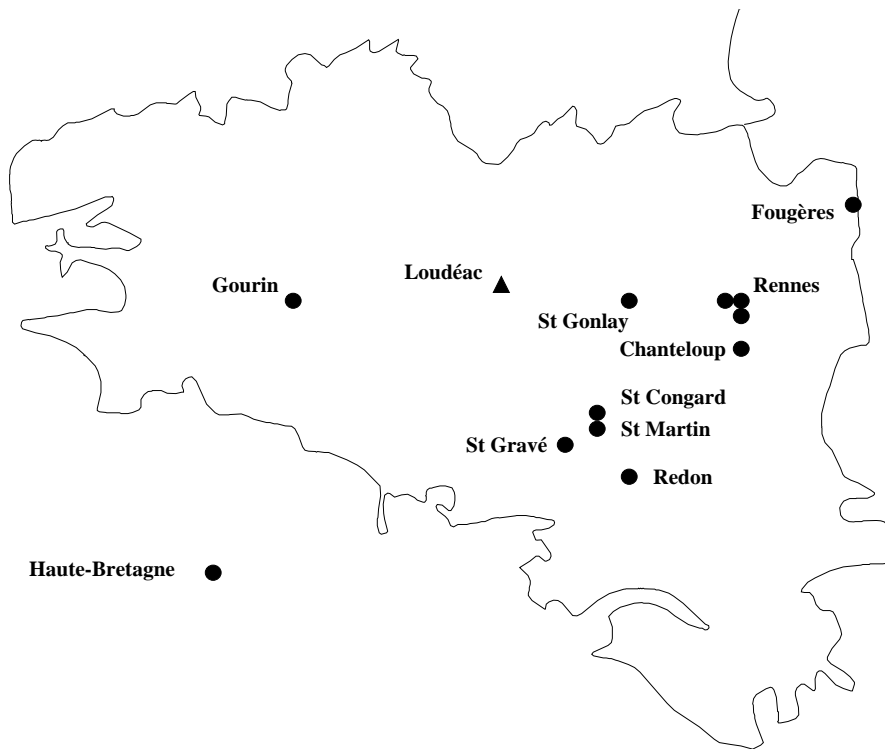 Fougères
Loudéac
Gourin
Rennes
St Gonlay
Chanteloup
St Congard
St Martin
St Gravé
Redon
Haute-Bretagne